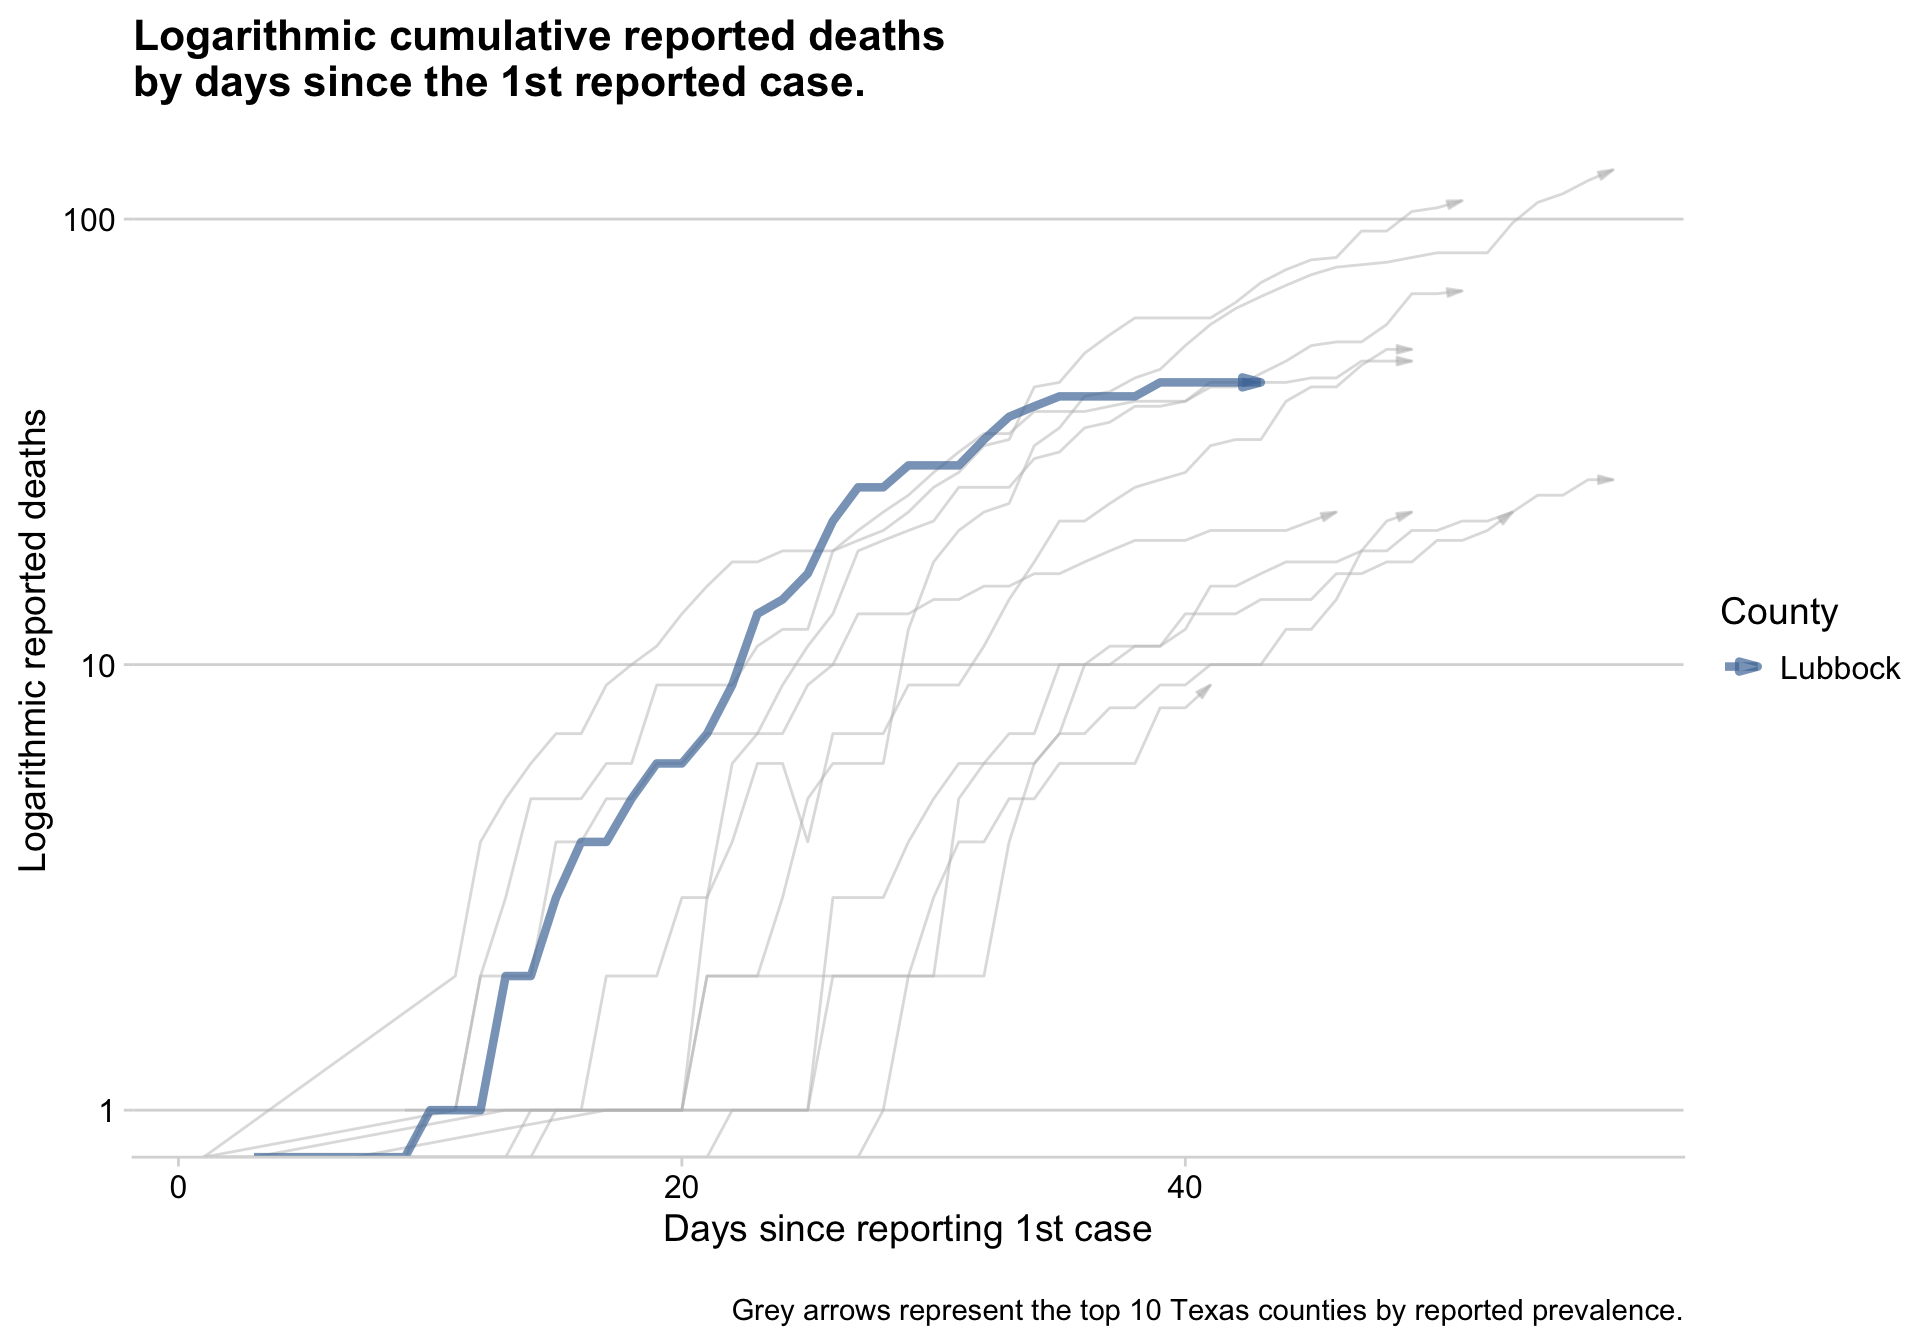 Logarithmic cumulative reported deaths
by days since the 1st reported case.
Logarithmic reported deaths
100
10
1
0
20
40
Days since reporting 1st case
County
Lubbock
Grey arrows represent the top 10 Texas counties by reported prevalence.